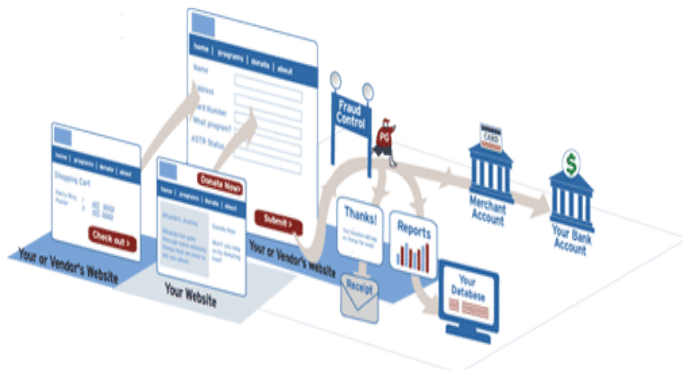 home | programs | donate | about
Name
Address
Card Number
What program?
ASTR Status
Submit >
Your or Vendor's Website
home | programs | donate | about
Shopping Cart
Check out >
Your or Vendor's Website
Donate Now>
home | programs | donate | about
Donate Now
Your Website
Fraud
Control
PG
Thanks!
Receipt
Reports
Your
Database
CARD
Merchant
Account
$
Your Bank
Account